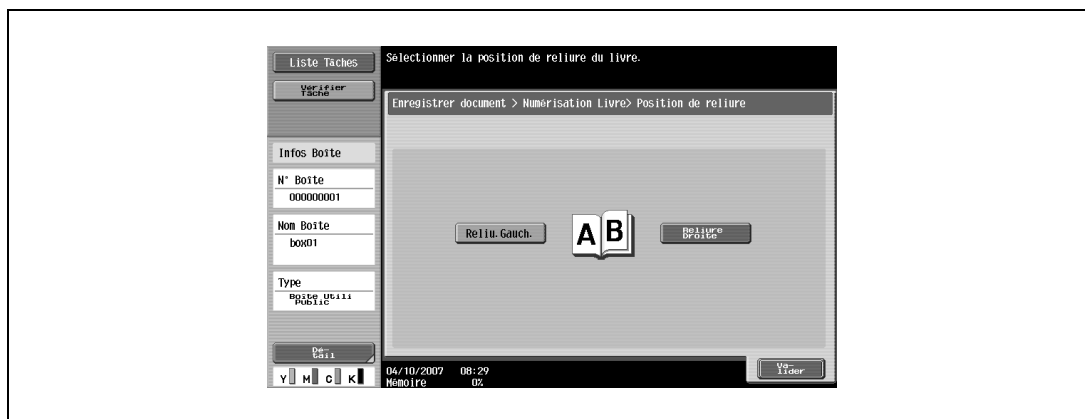 Liste Tâches
Vérifier
Tâche
Sélectionner la position de reliure du livre.
Enregistrer document > Numérisation Livre> Position de reliure
Infos Boîte
N° Boîte
000000001
Nom Boîte
box01
Type
Boîte Utili
Public
Dé-
tail
Reliu.Gauch.
A B
Reliure
Droite
Y M C K
04/10/2007 08:29
Mémoire 0%
Va-
lider